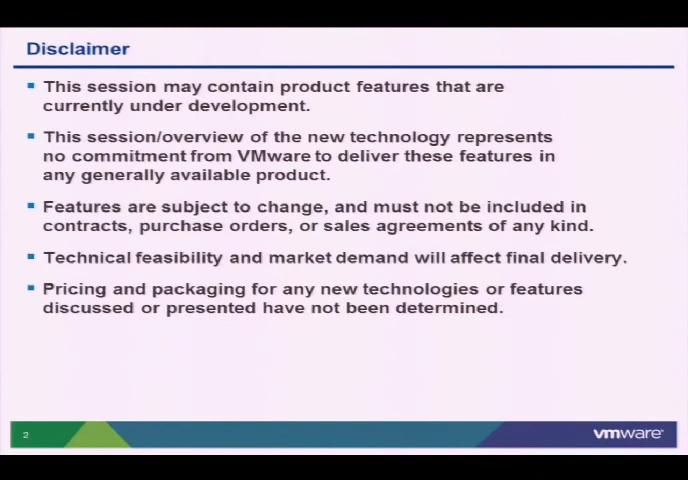 Disclaimer
This session may contain product features that are
currently under development.
This session/overview of the new technology represents
no commitment from VMware to deliver these features in
any generally available product.
Features are subject to change, and must not be included in
contracts, purchase orders, or sales agreements of any kind.
Technical feasibility and market demand will affect final delivery.
Pricing and packaging for any new technologies or features
discussed or presented have not been determined.
2
vmware